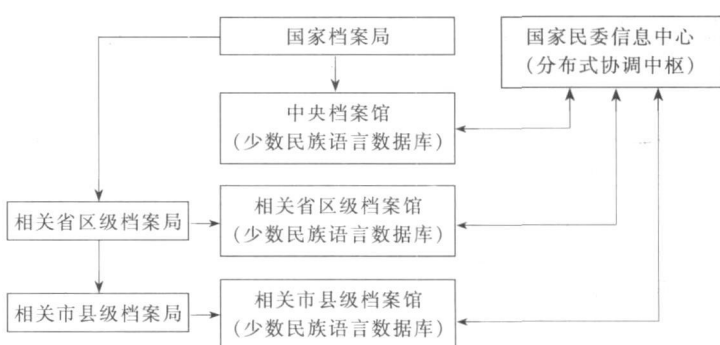 国家档案局
国家民委信息中心
(分布式协调中枢)
中央档案馆
(少数民族语言数据库)
相关省区级档案局
相关省区级档案馆
(少数民族语言数据库)
相关市县级档案局
相关市县级档案馆
(少数民族语言数据库)